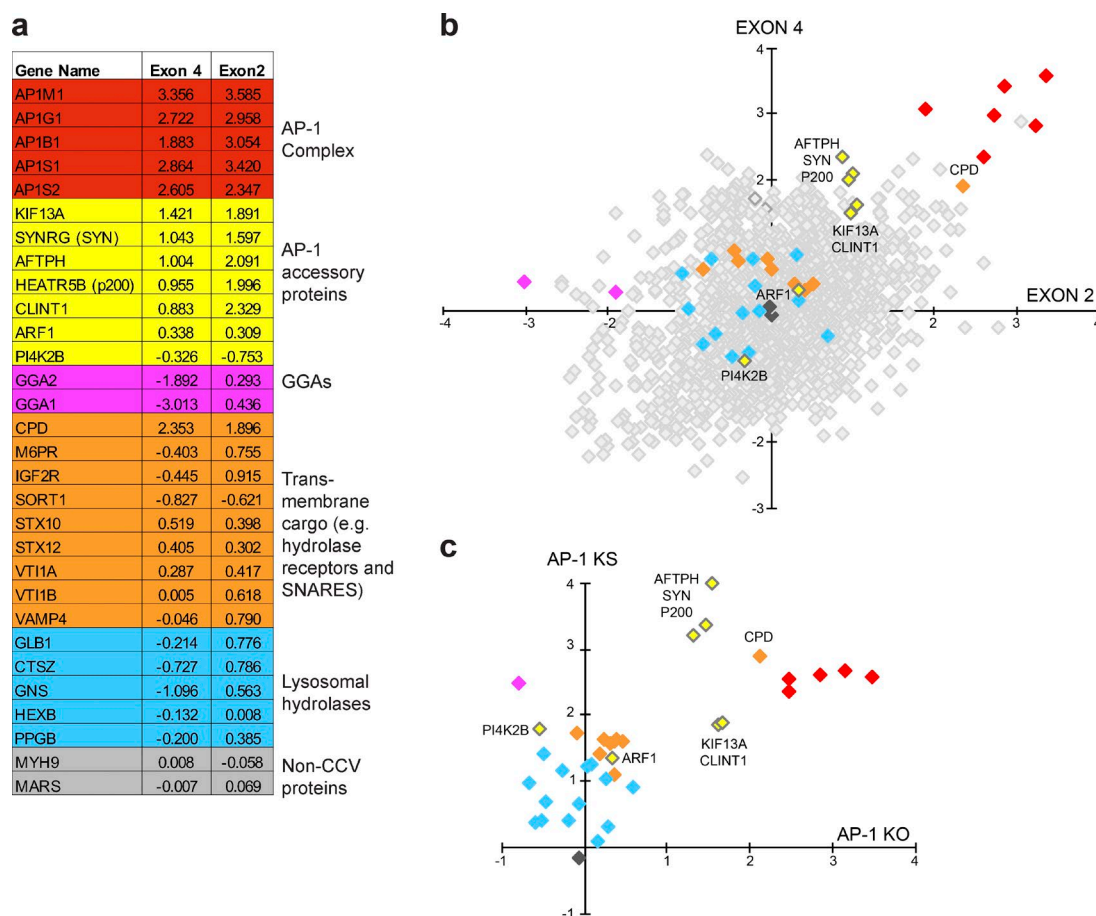 a
Gene Name Exon 4 Exon2
AP1M1 3.356 3.585
AP1G1 2.722 2.958
AP1B1 1.883 3.054
AP1S1 2.864 3.420
AP1S2 2.605 2.347
AP-1
Complex
KIF13A 1.421 1.891
SYNRG (SYN) 1.043 1.597
AFTPH 1.004 2.091
HEATR5B (p200) 0.955 1.996
CLINT1 0.883 2.329
ARF1 0.338 0.309
PI4K2B -0.326 -0.753
AP-1
accessory
proteins
GGA2 -1.892 0.293
GGA1 -3.013 0.436
GGAs
CPD 2.353 1.896
M6PR -0.403 0.755
IGF2R -0.445 0.915
SORT1 -0.827 -0.621
STX10 0.519 0.398
STX12 0.405 0.302
VTI1A 0.287 0.417
VTI1B 0.005 0.618
VAMP4 -0.046 0.790
Trans-
membrane
cargo (e.g.
hydrolase
receptors and
SNARES)
GLB1 -0.214 0.776
CTSZ -0.727 0.786
GNS -1.096 0.563
HEXB -0.132 0.008
PPGB -0.200 0.385
Lysosomal
hydrolases
MYH9 0.008 -0.058
MARS -0.007 0.069
Non-CCV
proteins
b
EXON 4
4
3
2
1
-2
-3
AFTPH
SYN
P200
CPD
KIF13A
CLINT1
ARF1
EXON 2
PI4K2B
-4 -3 -2 2 3 4
c
AP-1 KS
4
3
2
1
-1
AFTPH
SYN
P200
CPD
PI4K2B
KIF13A
CLINT1
ARF1
AP-1 KO
-1 0 1 2 3 4